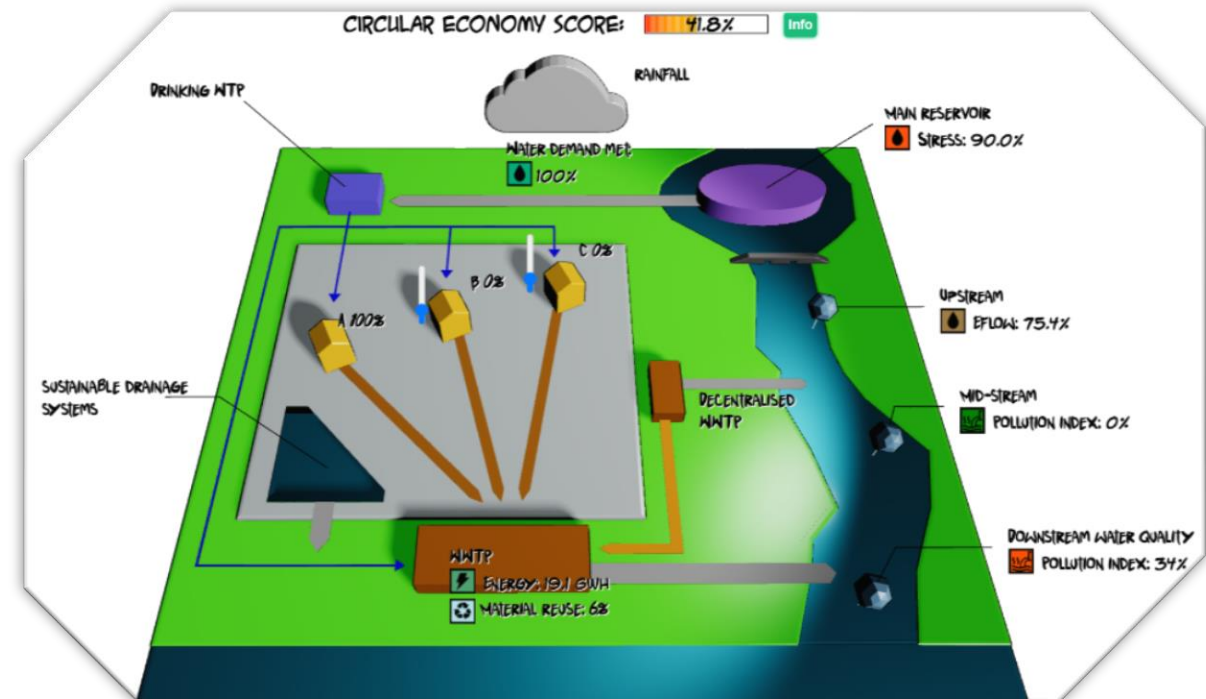 CIRCULAR ECONOMY SCORE: 41.8% Info
RAINFALL
DRINKING WTP
MAIN RESERVOIR
STRESS: 90.0%
WATER DEMAND MET
100%
C 0%
B 0%
UPSTREAM
EFLOW: 75.4%
A 100%
SUSTAINABLE DRAINAGE
SYSTEMS
DECENTRALISED
WWTP
MID-STREAM
POLLUTION INDEX: 0%
DOWNSTREAM WATER QUALITY
POLLUTION INDEX: 34%
WWTP
ENERGY: 19.1 GWH
MATERIAL REUSE: 6%